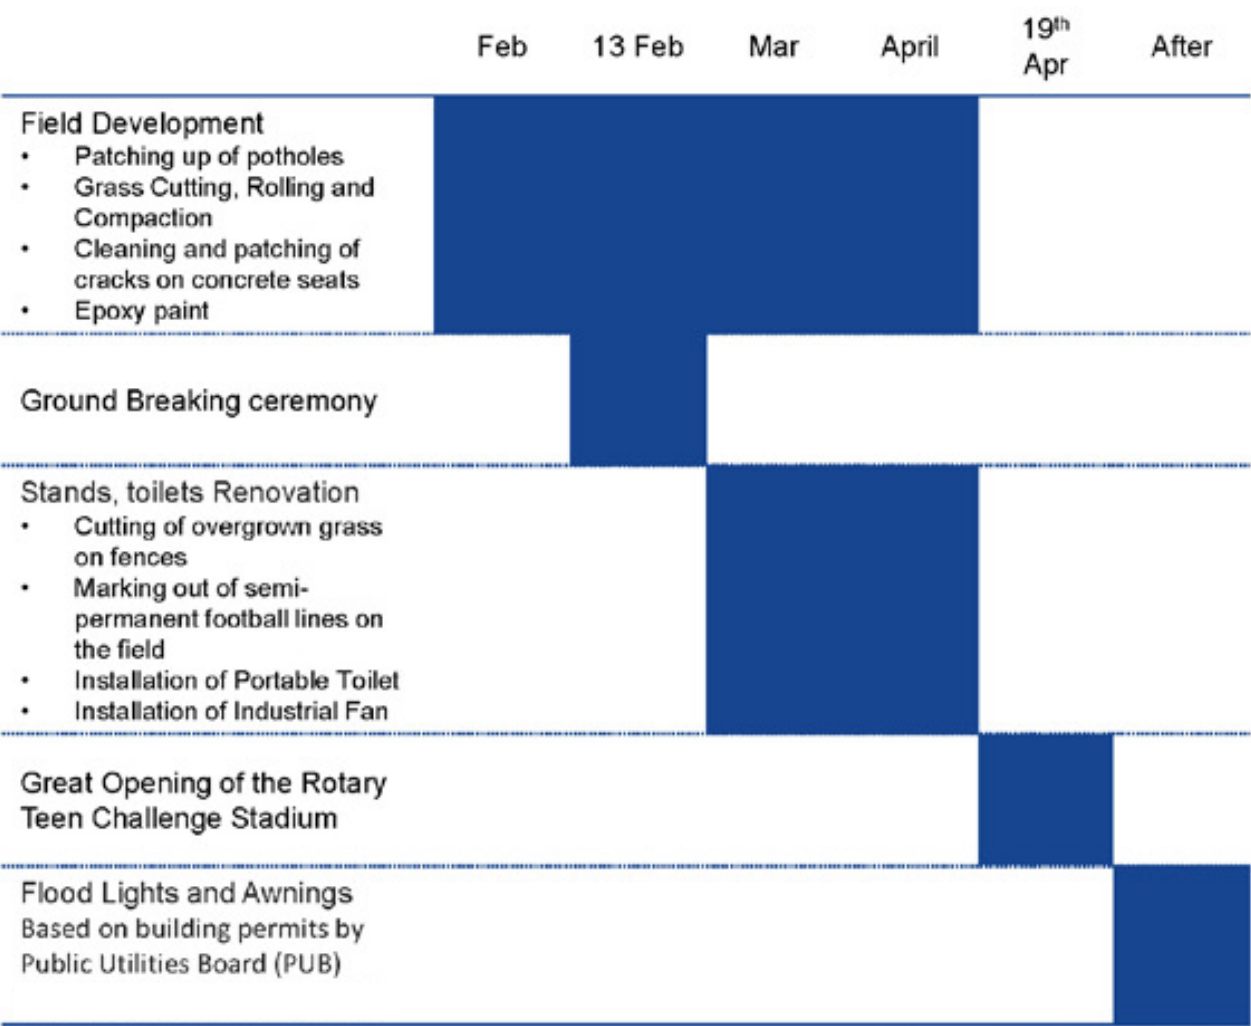 Feb 13 Feb Mar April 19th Apr After
Field Development
• Patching up of potholes
• Grass Cutting, Rolling and
Compaction
• Cleaning and patching of
cracks on concrete seats
• Epoxy paint
Ground Breaking ceremony
Stands, toilets Renovation
• Cutting of overgrown grass
on fences
• Marking out of semi-
permanent football lines on
the field
• Installation of Portable Toilet
• Installation of Industrial Fan
Great Opening of the Rotary
Teen Challenge Stadium
Flood Lights and Awnings
Based on building permits by
Public Utilities Board (PUB)